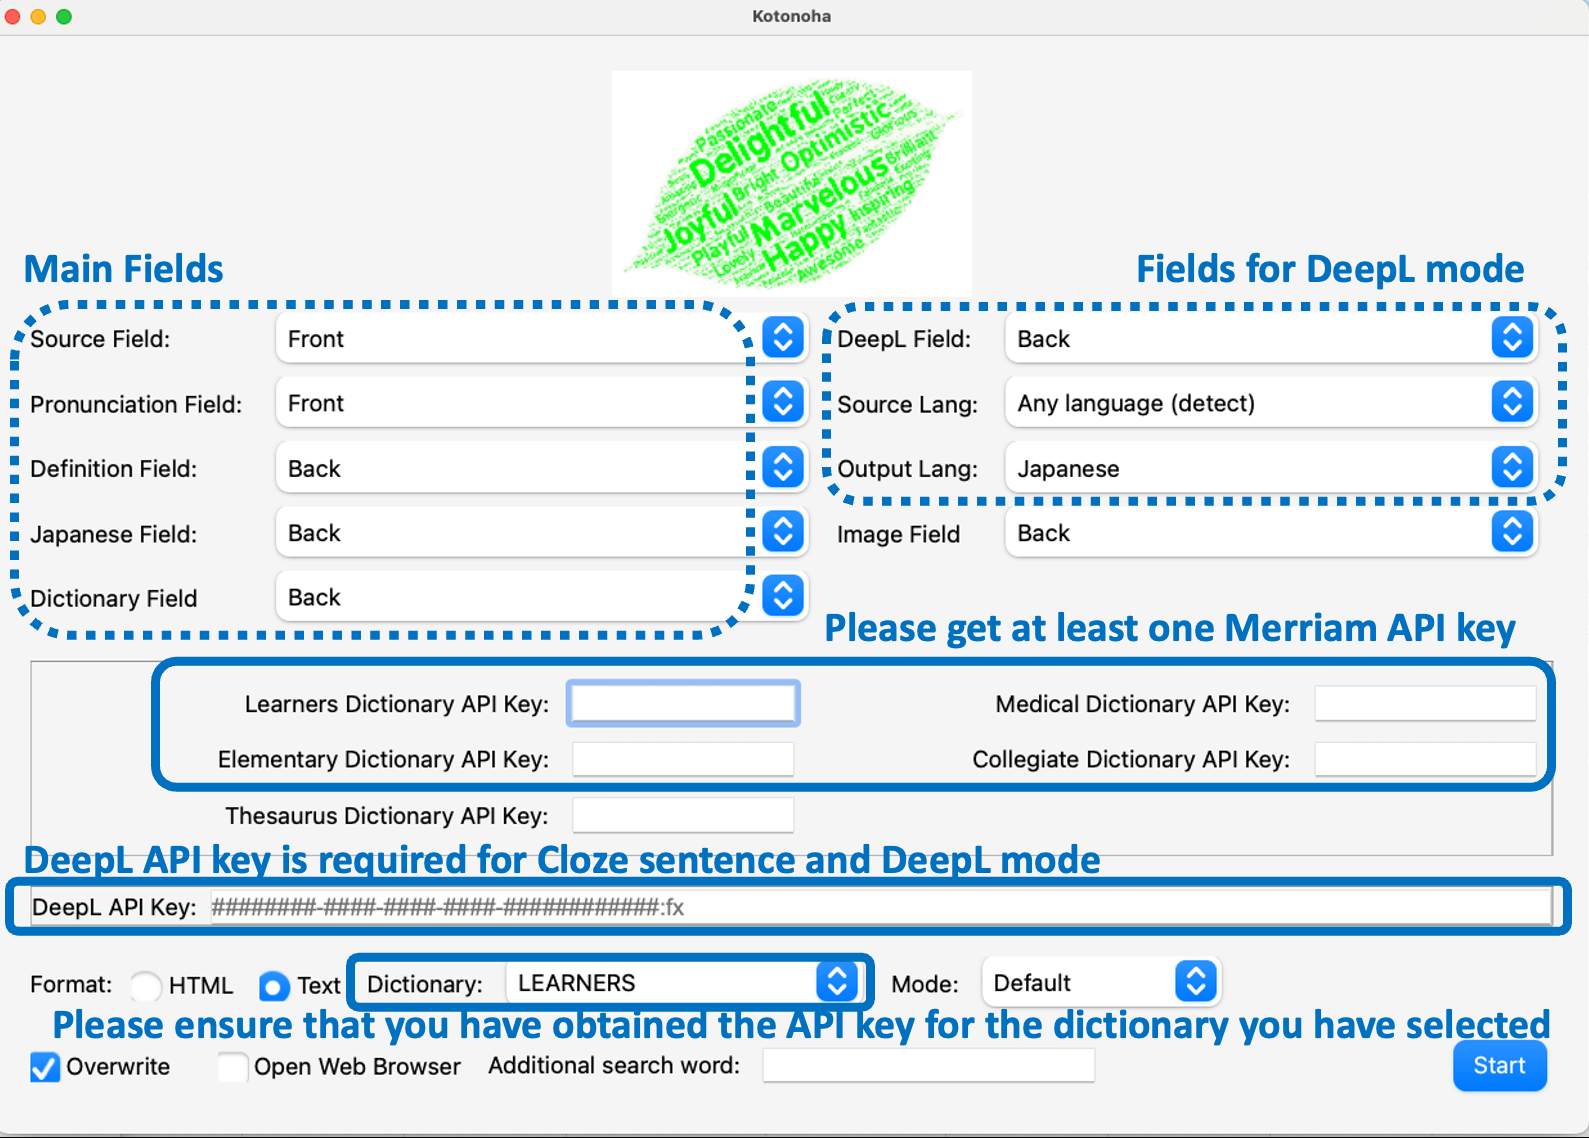 Kotonoha
Passionate
Delightful
Optimistic
Perfect
Glorious
Brilliant
Bright
Beautiful
Exciting
Joyful
Marvelous
Inspiring
Playful
Happy
Fantastic
Lovely
Awesome
Main Fields
Fields for DeepL mode
Source Field: Front
DeepL Field: Back
Pronunciation Field: Front
Source Lang: Any language (detect)
Definition Field: Back
Output Lang: Japanese
Japanese Field: Back
Image Field Back
Dictionary Field Back
Please get at least one Merriam API key
Learners Dictionary API Key:
Medical Dictionary API Key:
Elementary Dictionary API Key:
Collegiate Dictionary API Key:
Thesaurus Dictionary API Key:
DeepL API key is required for Cloze sentence and DeepL mode
DeepL API Key: ########-####-####-####-############:fx
Format: HTML Text Dictionary: LEARNERS Mode: Default
Please ensure that you have obtained the API key for the dictionary you have selected
Overwrite Open Web Browser Additional search word: Start